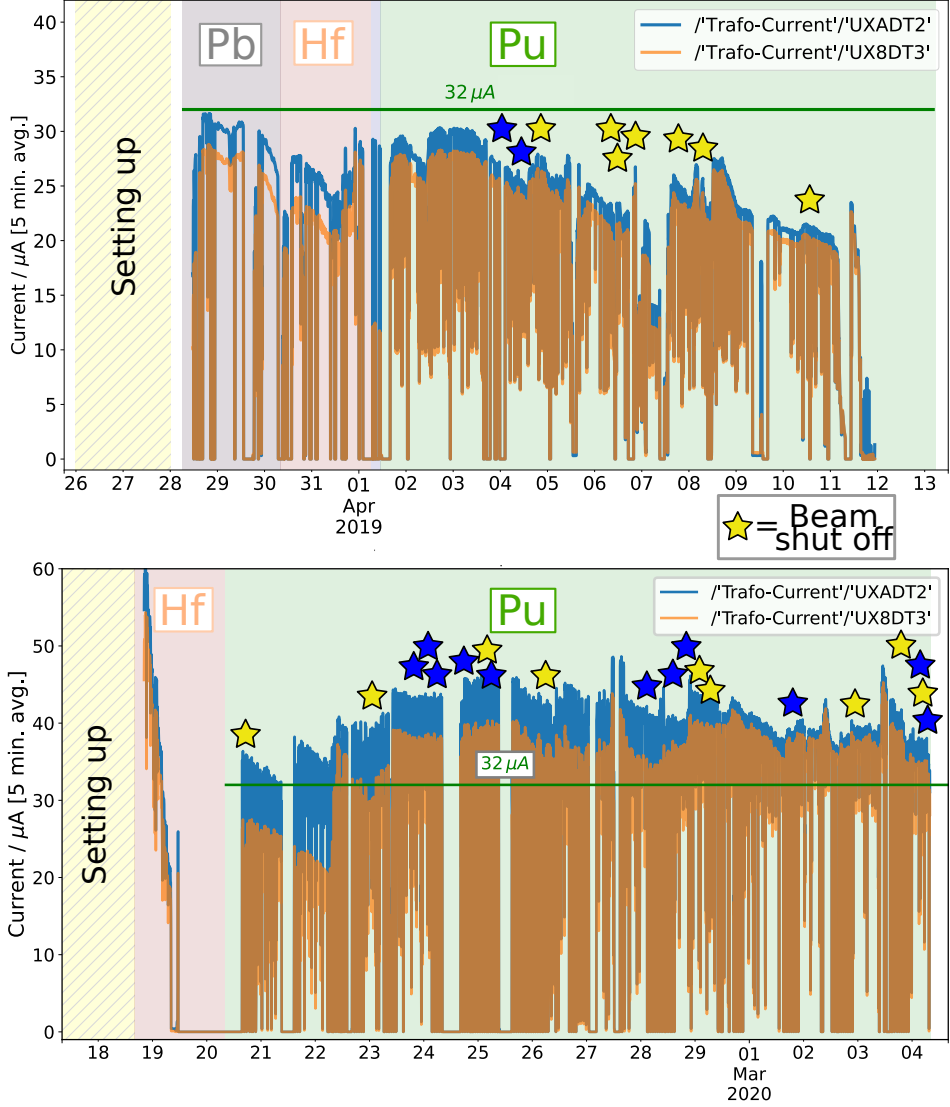 /'Trafo-Current'/'UXADT2'
/'Trafo-Current'/'UX8DT3'
Pb
Hf
Pu
32 μA
Setting up
Current / μA [5 min. avg.]
40
35
30
25
20
15
10
5
0
26 27 28 29 30 31 01 02 03 04 05 06 07 08 09 10 11 12 13
Apr
2019
= Beam
shut off
/'Trafo-Current'/'UXADT2'
/'Trafo-Current'/'UX8DT3'
Hf
Pu
32 μA
Setting up
Current / μA [5 min. avg.]
60
50
40
30
20
10
0
18 19 20 21 22 23 24 25 26 27 28 29 01 02 03 04
Mar
2020